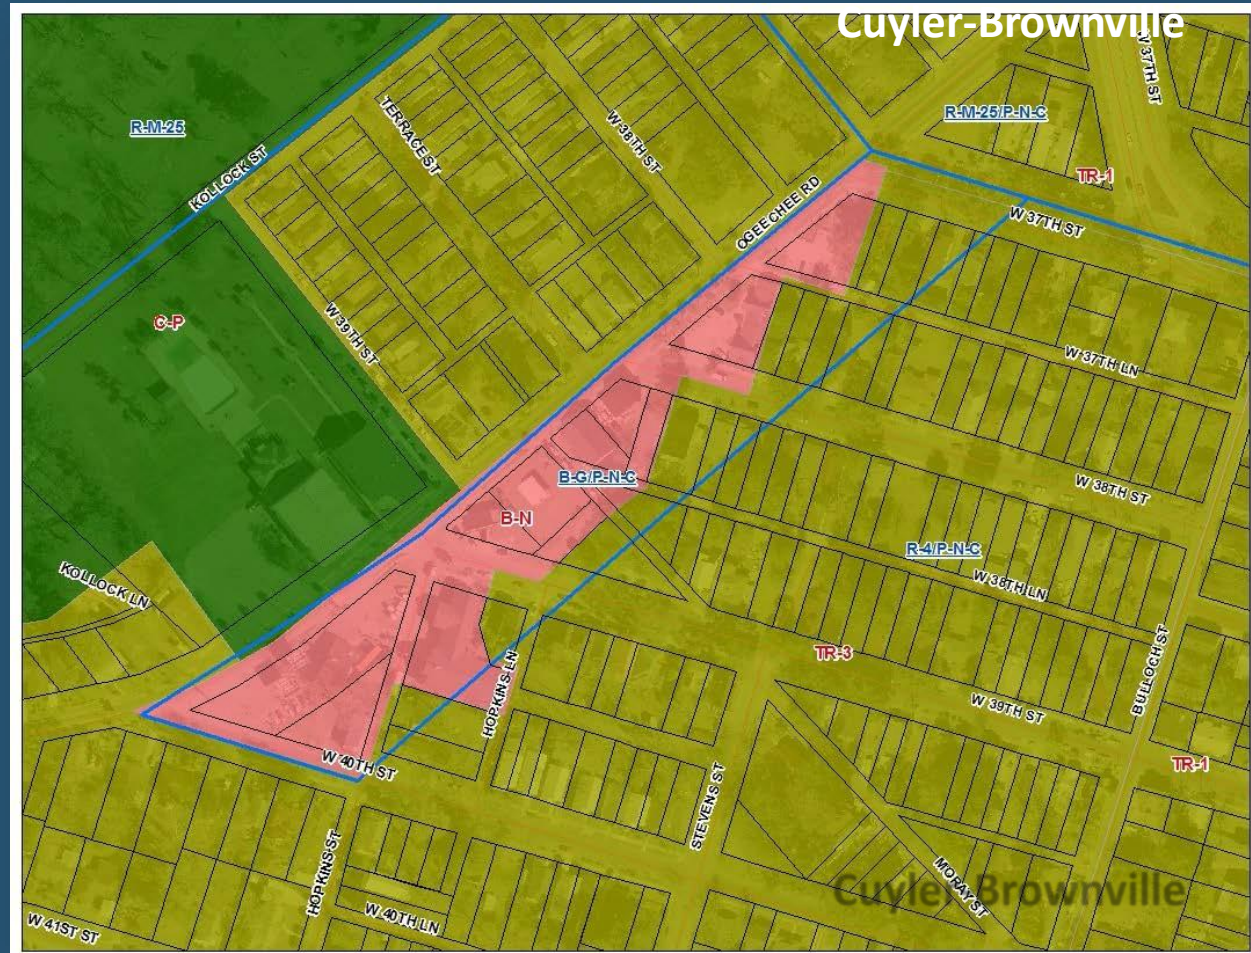 Cuyler-Brownville
W 37TH ST
R-M-25
TERRACE ST
W 38TH ST
R-M-25/P-N-C
KOLLOCK ST
TR-1
OGEECHEE RD
W 37TH ST
C-P
W 39TH ST
W 37TH LN
B-G/P-N-C
W 38TH ST
B-N
R-4/P-N-C
KOLLOCK LN
W 38TH LN
TR-3
HOPKINS LN
BULLOCH ST
W 39TH ST
W 40TH ST
TR-1
STEVENS ST
HOPKINS ST
MORAY ST
Cuyler-Brownville
W 40TH LN
W 41ST ST